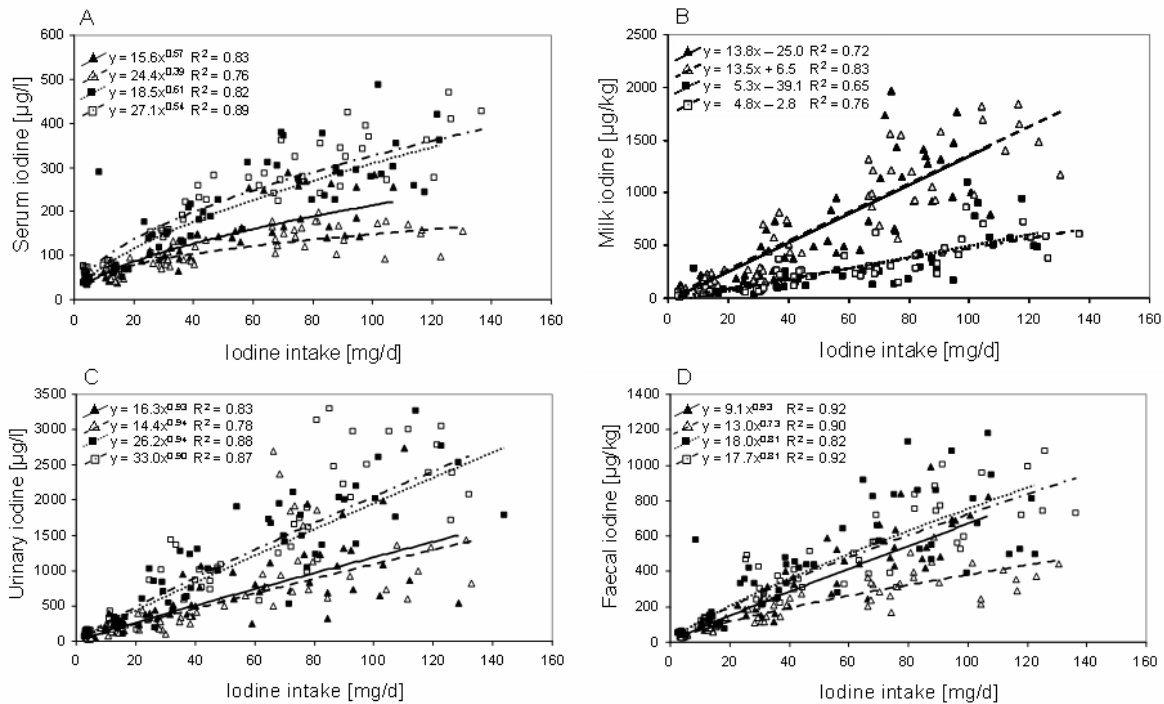 A
Serum iodine [µg/l]
600
500
400
300
200
100
0
y = 15.6x^0.57 R² = 0.83
y = 24.4x^0.39 R² = 0.76
y = 18.5x^0.61 R² = 0.82
y = 27.1x^0.54 R² = 0.89
0 20 40 60 80 100 120 140 160
Iodine intake [mg/d]
B
Milk iodine [µg/kg]
2500
2000
1500
1000
500
0
y = 13.8x – 25.0 R² = 0.72
y = 13.5x + 6.5 R² = 0.83
y = 5.3x – 39.1 R² = 0.65
y = 4.8x – 2.8 R² = 0.76
0 20 40 60 80 100 120 140 160
Iodine intake [mg/d]
C
Urinary iodine [µg/l]
3500
3000
2500
2000
1500
1000
500
0
y = 16.3x^0.93 R² = 0.83
y = 14.4x^0.94 R² = 0.78
y = 26.2x^0.94 R² = 0.88
y = 33.0x^0.90 R² = 0.87
0 20 40 60 80 100 120 140 160
Iodine intake [mg/d]
D
Faecal iodine [µg/kg]
1400
1200
1000
800
600
400
200
0
y = 9.1x^0.93 R² = 0.92
y = 13.0x^0.73 R² = 0.90
y = 18.0x^0.81 R² = 0.82
y = 17.7x^0.81 R² = 0.92
0 20 40 60 80 100 120 140 160
Iodine intake [mg/d]